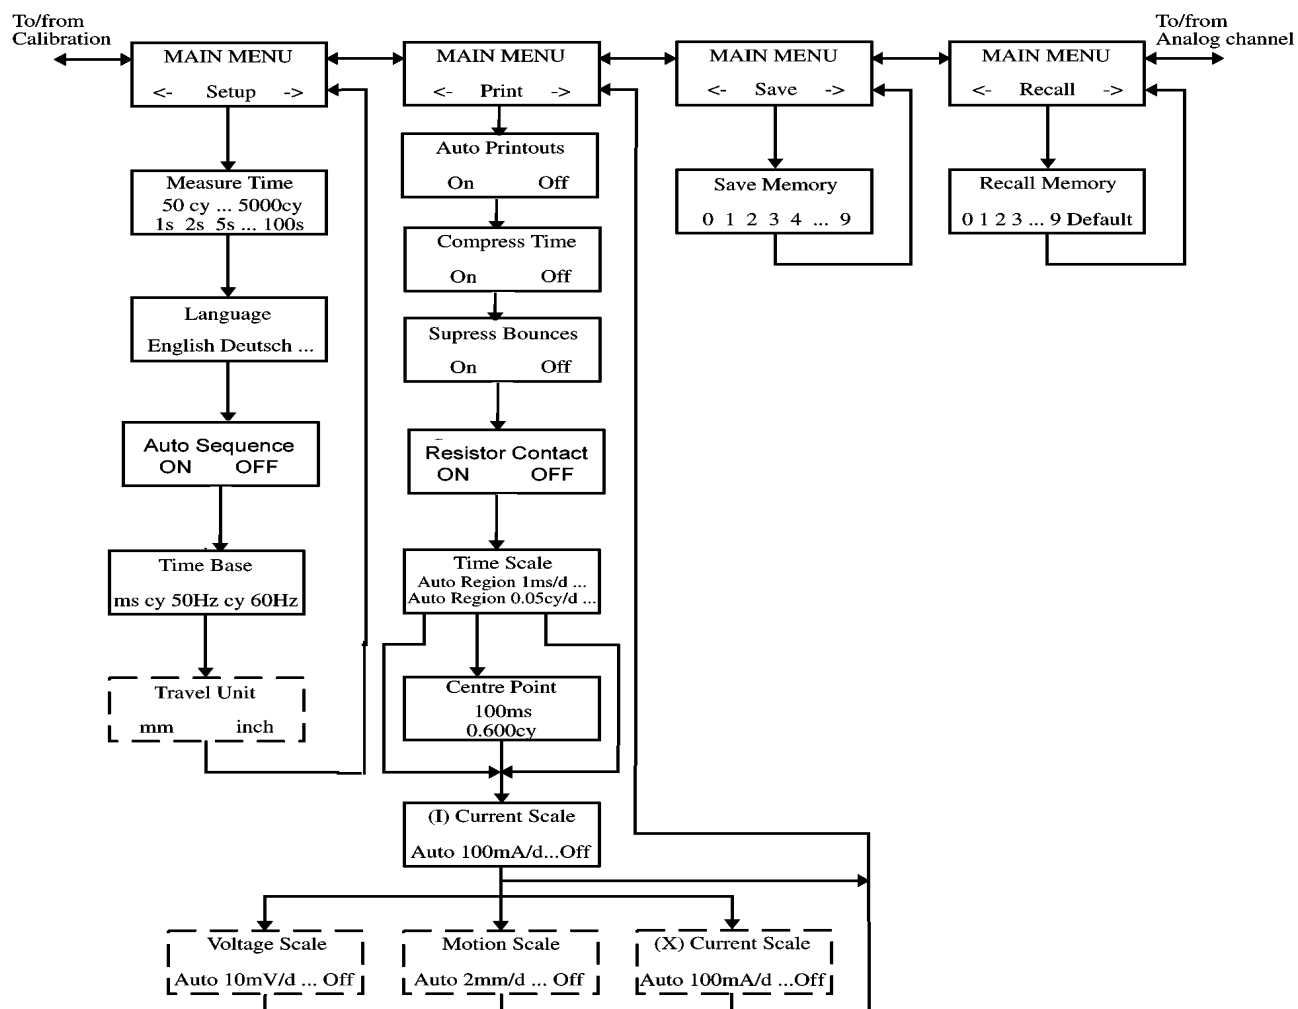 To/from
Calibration
To/from
Analog channel
MAIN MENU
<- Setup ->
MAIN MENU
<- Print ->
MAIN MENU
<- Save ->
MAIN MENU
<- Recall ->
Measure Time
50 cy ... 5000cy
1s 2s 5s ... 100s
Language
English Deutsch ...
Auto Sequence
ON OFF
Time Base
ms cy 50Hz cy 60Hz
Travel Unit
mm inch
Auto Printouts
On Off
Compress Time
On Off
Supress Bounces
On Off
Resistor Contact
ON OFF
Time Scale
Auto Region 1ms/d ...
Auto Region 0.05cy/d ...
Centre Point
100ms
0.600cy
(I) Current Scale
Auto 100mA/d...Off
Voltage Scale
Auto 10mV/d ... Off
Motion Scale
Auto 2mm/d ... Off
(X) Current Scale
Auto 100mA/d ...Off
Save Memory
0 1 2 3 4 ... 9
Recall Memory
0 1 2 3 ... 9 Default